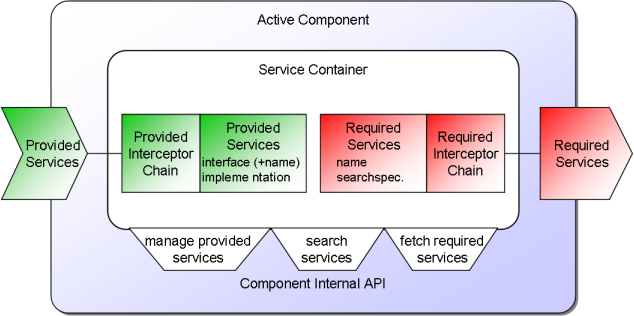 Active Component
Service Container
Provided
Services
Provided
Interceptor
Chain
Provided
Services
interface (+name)
impleme ntation
Required
Services
name
searchspec.
Required
Interceptor
Chain
Required
Services
manage provided
services
search
services
fetch required
services
Component Internal API